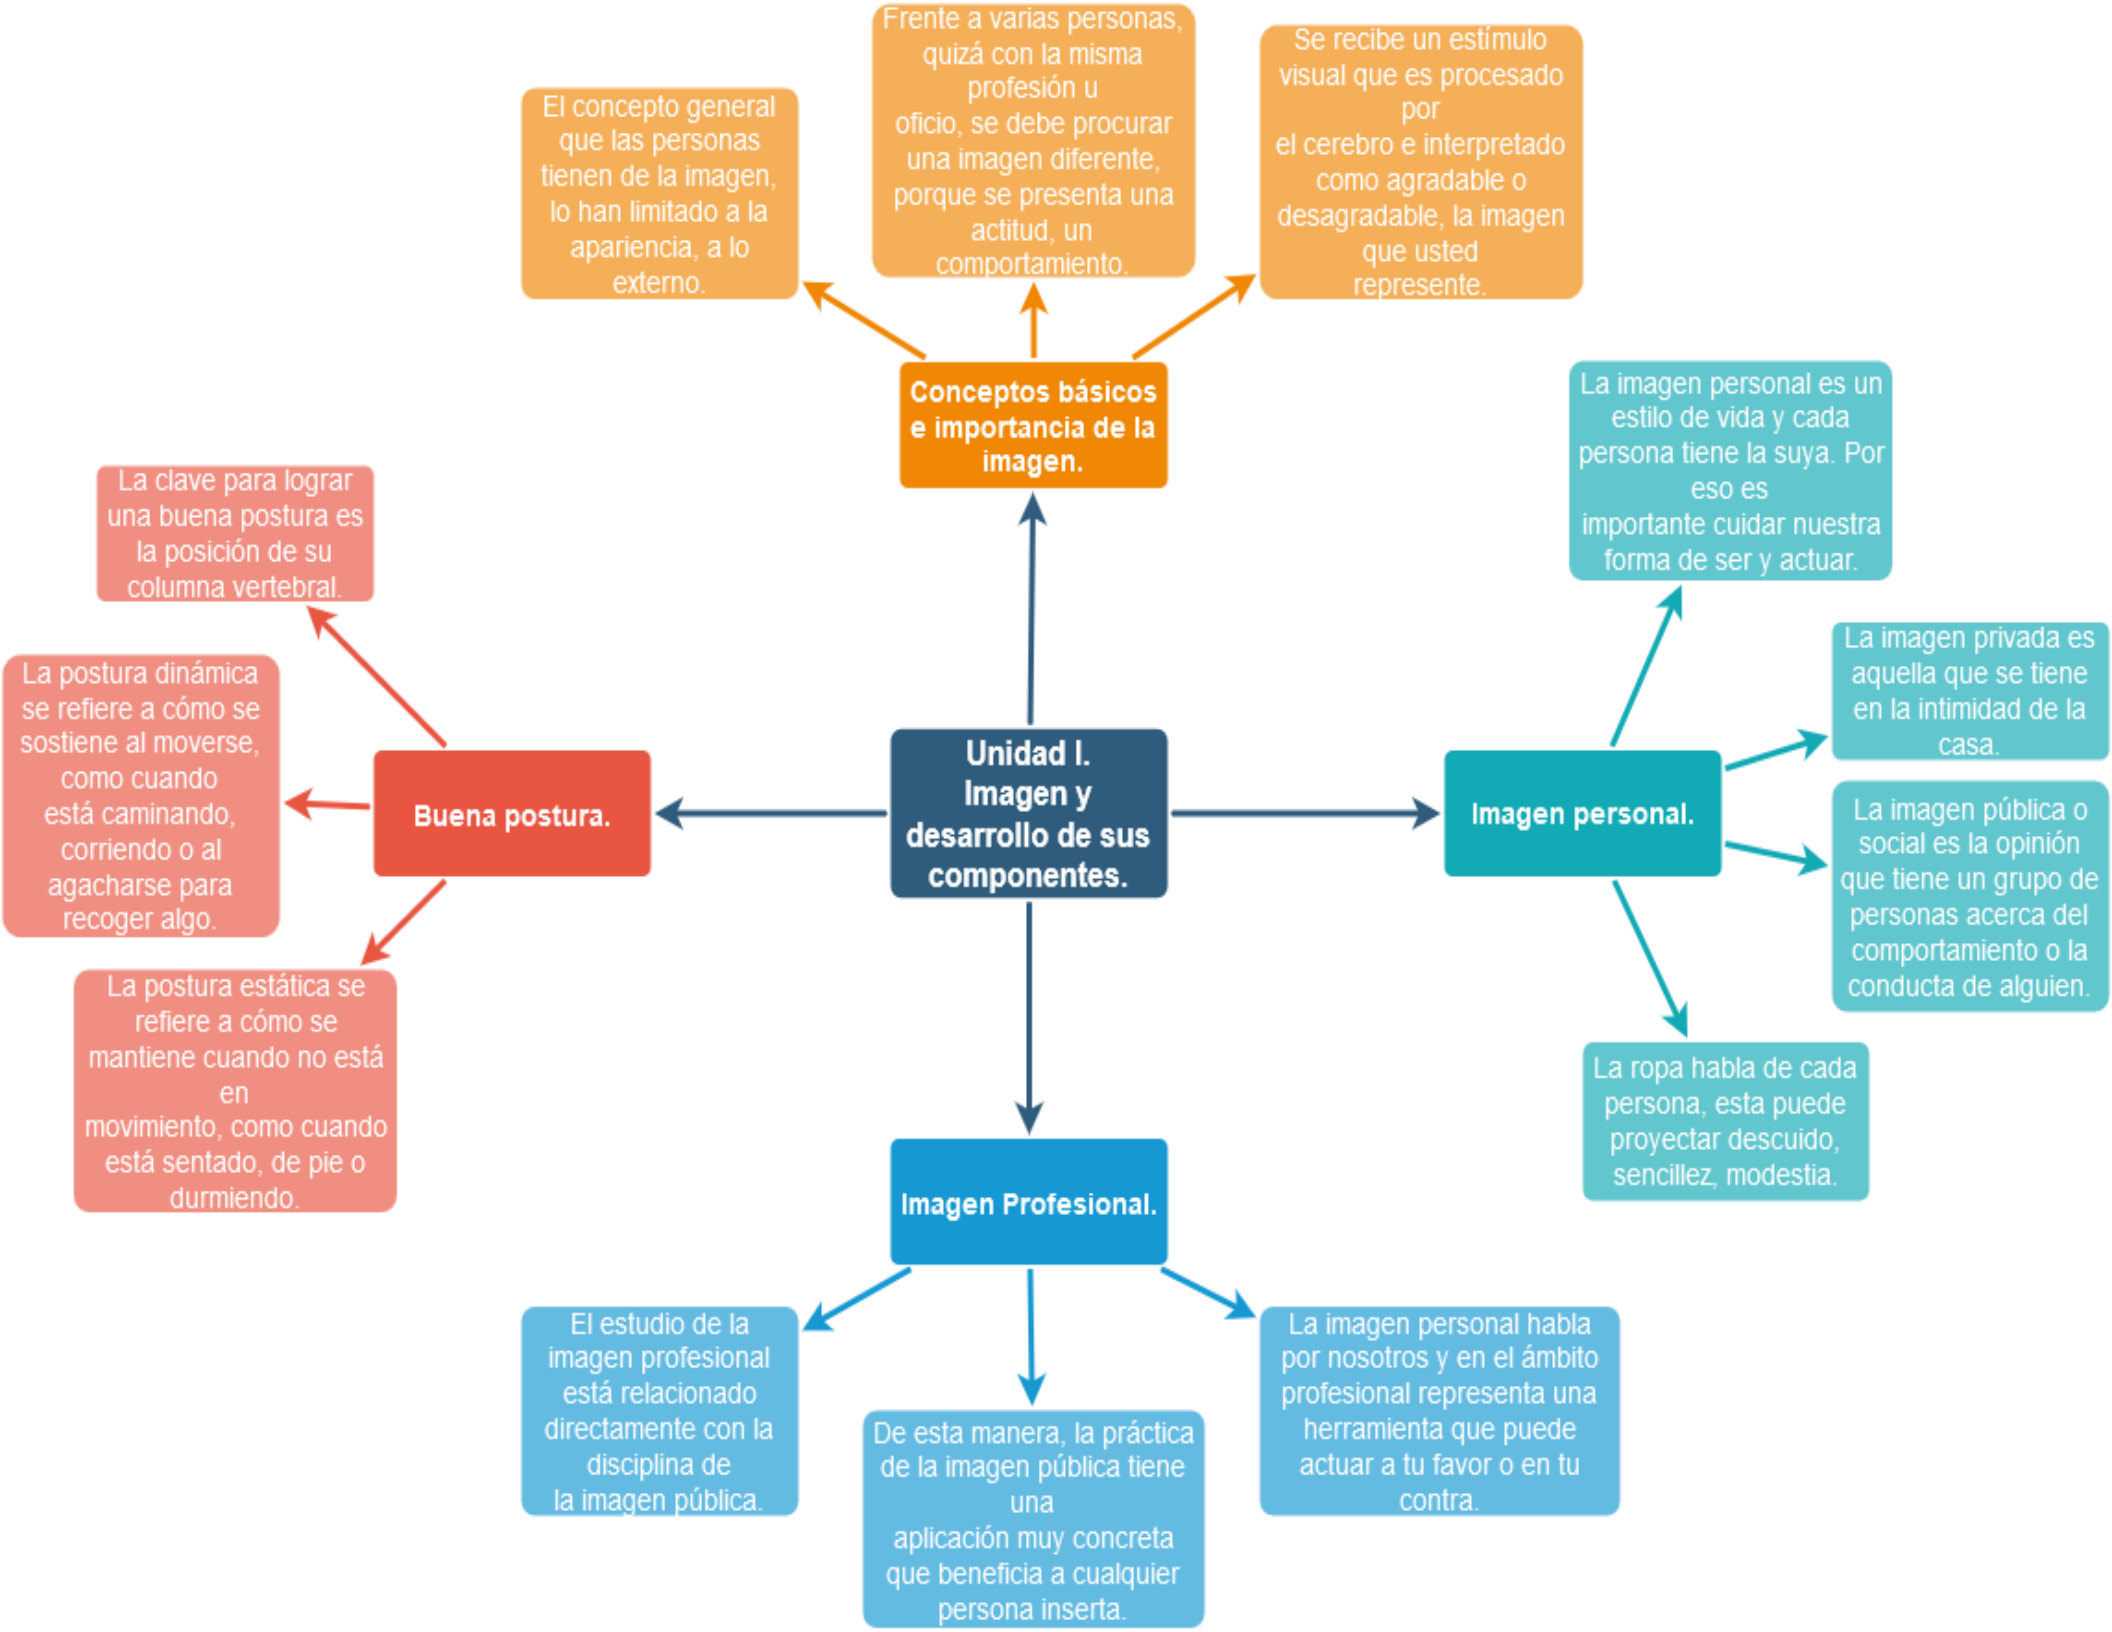 Frente a varias personas,
quizá con la misma
profesión u
oficio, se debe procurar
una imagen diferente,
porque se presenta una
actitud, un
comportamiento.
Se recibe un estímulo
visual que es procesado
por
el cerebro e interpretado
como agradable o
desagradable, la imagen
que usted
represente.
El concepto general
que las personas
tienen de la imagen,
lo han limitado a la
apariencia, a lo
externo.
Conceptos básicos
e importancia de la
imagen.
La imagen personal es un
estilo de vida y cada
persona tiene la suya. Por
eso es
importante cuidar nuestra
forma de ser y actuar.
La clave para lograr
una buena postura es
la posición de su
columna vertebral.
La imagen privada es
aquella que se tiene
en la intimidad de la
casa.
La postura dinámica
se refiere a cómo se
sostiene al moverse,
como cuando
está caminando,
corriendo o al
agacharse para
recoger algo.
Buena postura.
Unidad I.
Imagen y
desarrollo de sus
componentes.
Imagen personal.
La imagen pública o
social es la opinión
que tiene un grupo de
personas acerca del
comportamiento o la
conducta de alguien.
La postura estática se
refiere a cómo se
mantiene cuando no está
en
movimiento, como cuando
está sentado, de pie o
durmiendo.
La ropa habla de cada
persona, esta puede
proyectar descuido,
sencillez, modestia.
Imagen Profesional.
El estudio de la
imagen profesional
está relacionado
directamente con la
disciplina de
la imagen pública.
De esta manera, la práctica
de la imagen pública tiene
una
aplicación muy concreta
que beneficia a cualquier
persona inserta.
La imagen personal habla
por nosotros y en el ámbito
profesional representa una
herramienta que puede
actuar a tu favor o en tu
contra.